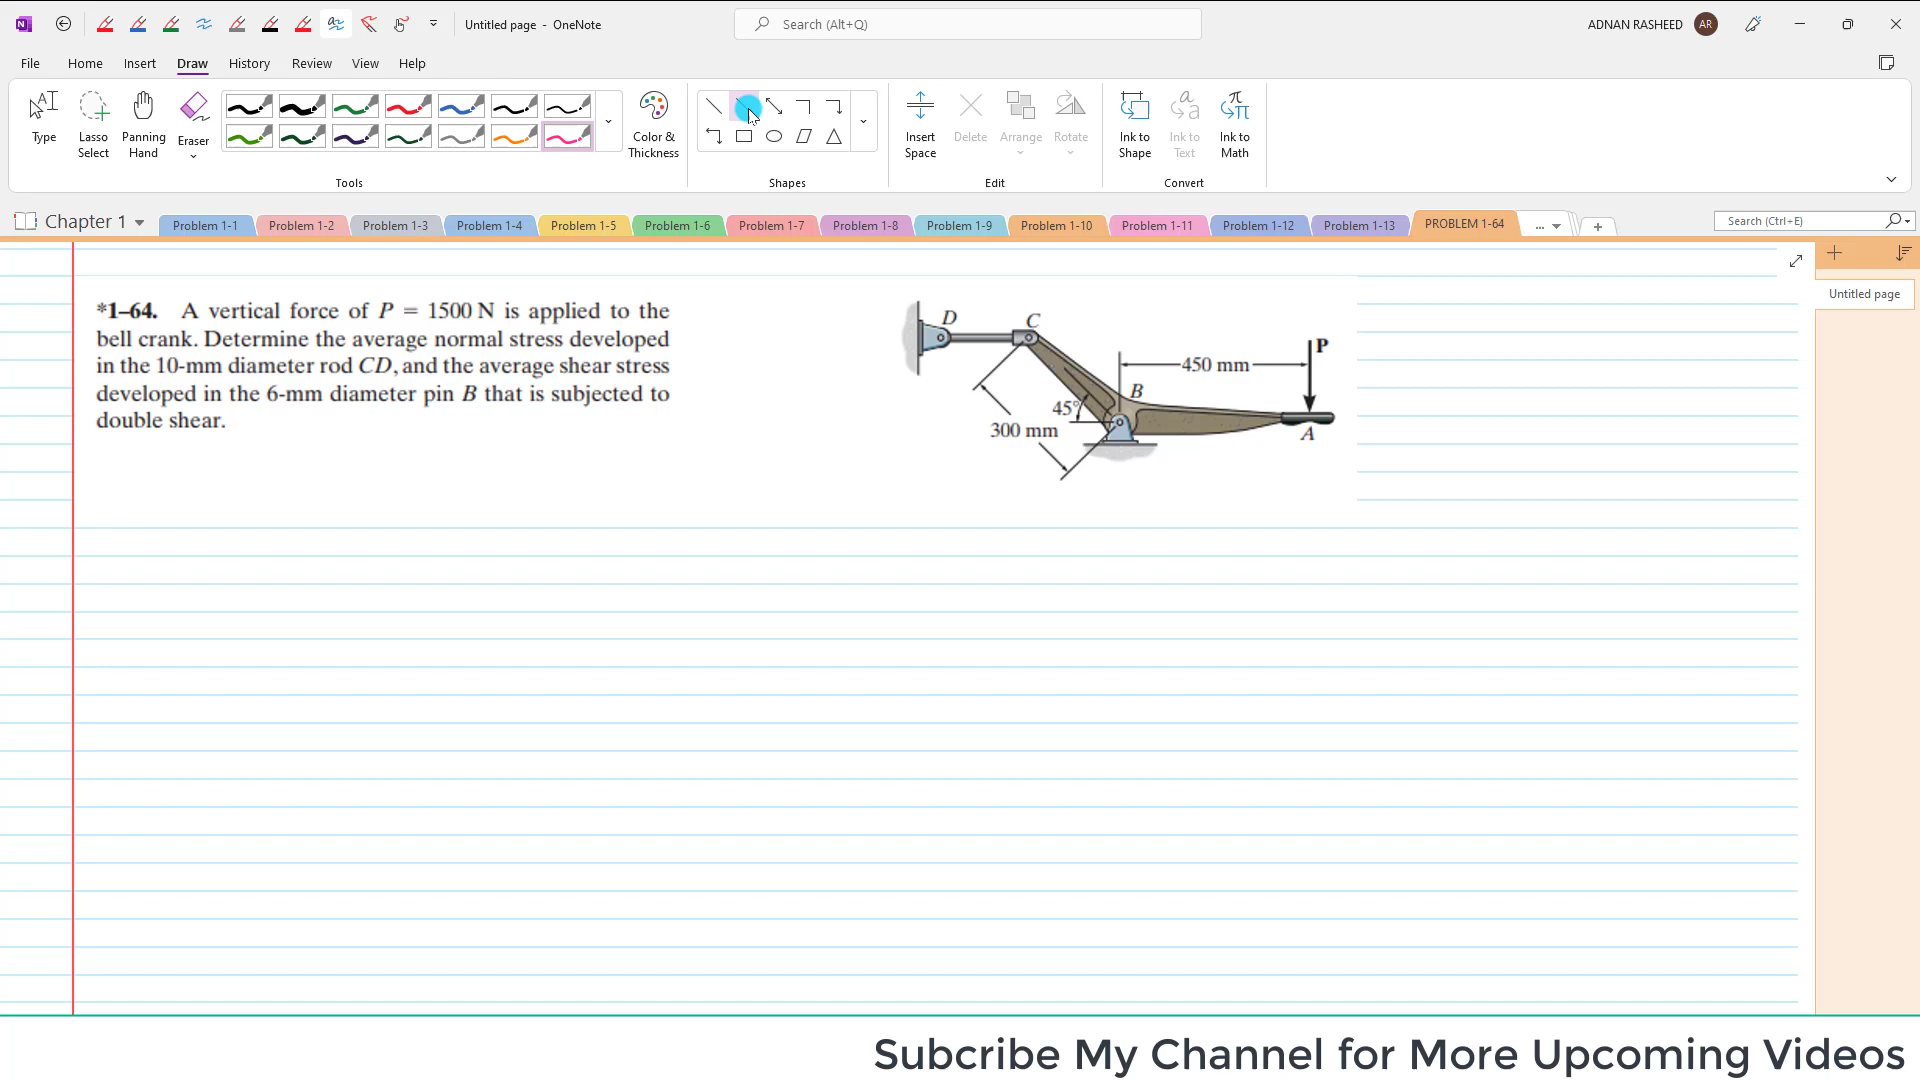 Untitled page - OneNote
Search (Alt+Q)
ADNAN RASHEED AR
File Home Insert Draw History Review View Help
Type
Lasso Select
Panning Hand
Eraser
Color & Thickness
Insert Space
Delete
Arrange
Rotate
Ink to Shape
Ink to Text
Ink to Math
Tools Shapes Edit Convert
Chapter 1 Problem 1-1 Problem 1-2 Problem 1-3 Problem 1-4 Problem 1-5 Problem 1-6 Problem 1-7 Problem 1-8 Problem 1-9 Problem 1-10 Problem 1-11 Problem 1-12 Problem 1-13 PROBLEM 1-64 ... + Search (Ctrl+E)
Untitled page
*1–64. A vertical force of P = 1500 N is applied to the
bell crank. Determine the average normal stress developed
in the 10-mm diameter rod CD, and the average shear stress
developed in the 6-mm diameter pin B that is subjected to
double shear.
D
C
P
450 mm
B
45°
300 mm
A
Subcribe My Channel for More Upcoming Videos